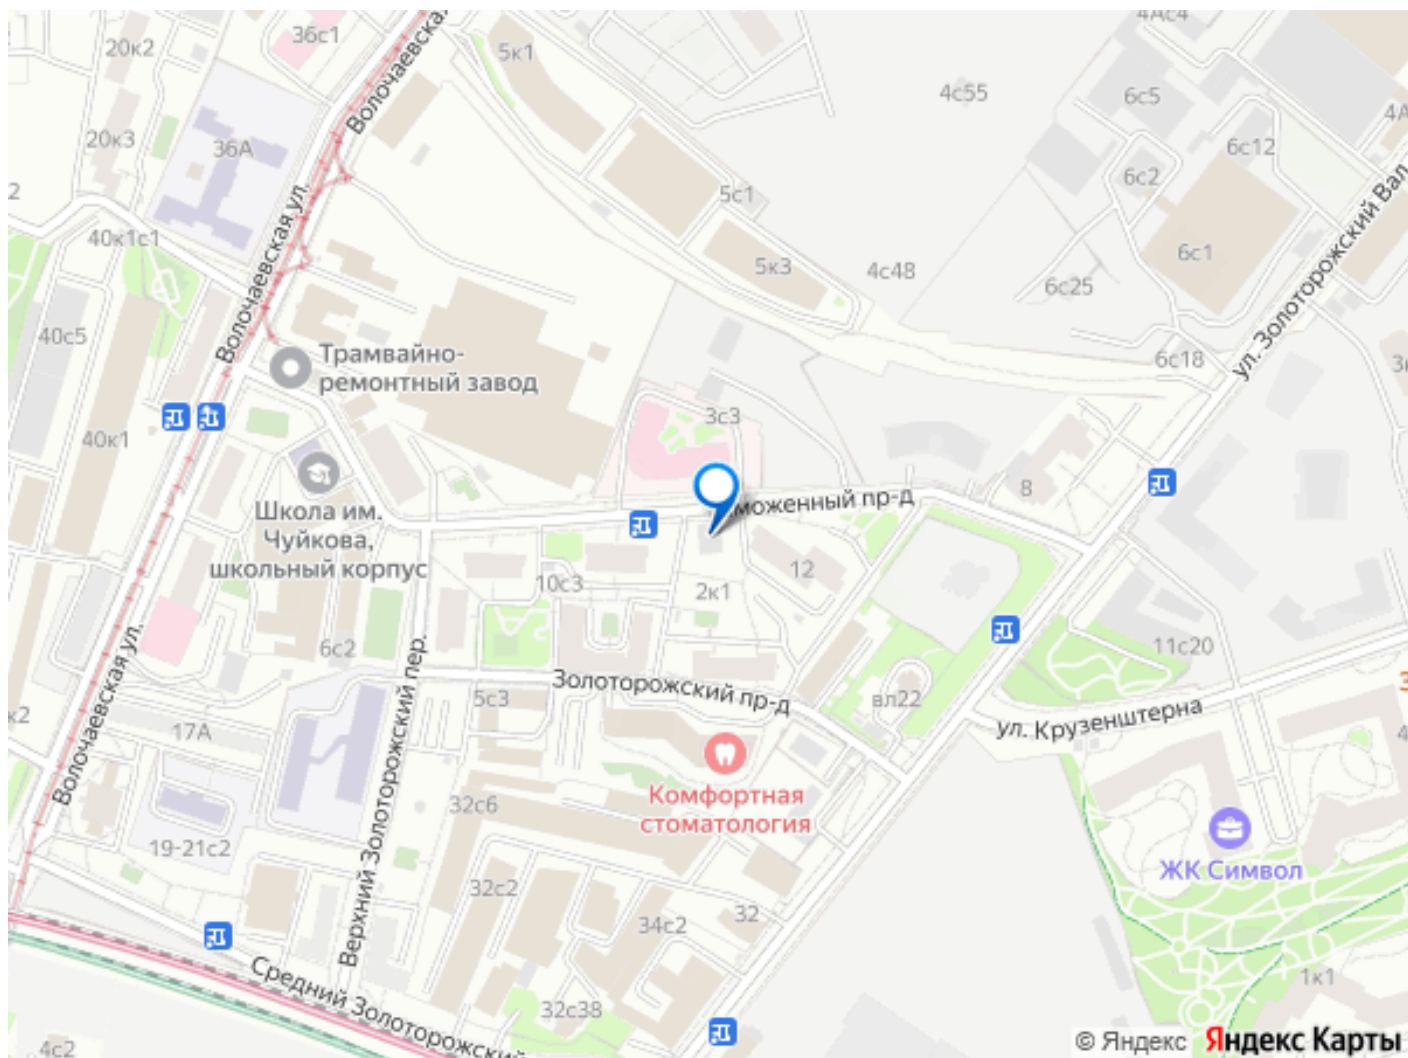 36с1
Волочаевская
20к2
5к1
4Ас4
4с55
6с5
6с12
20к3
36А
5с1
6с2
ул. Золоторожский Вал
40к1с1
Волочаевская ул.
5к3
4с48
6с1
6с25
40с5
Трамвайно-
ремонтный завод
6с18
3с3
40к1
8
Школа им.
Чуйкова,
школьный корпус
моженный пр-д
12
10с3
2к1
Волочаевская ул.
6с2
Верхний Золоторожский пер.
Золоторожский пр-д
5с3
вл22
11с20
ул. Крузенштерна
17А
Комфортная
стоматология
32с6
19-21с2
ЖК Символ
32с2
34с2
32
Средний Золоторожский
32с38
1к1
4с2
© Яндекс Яндекс Карты